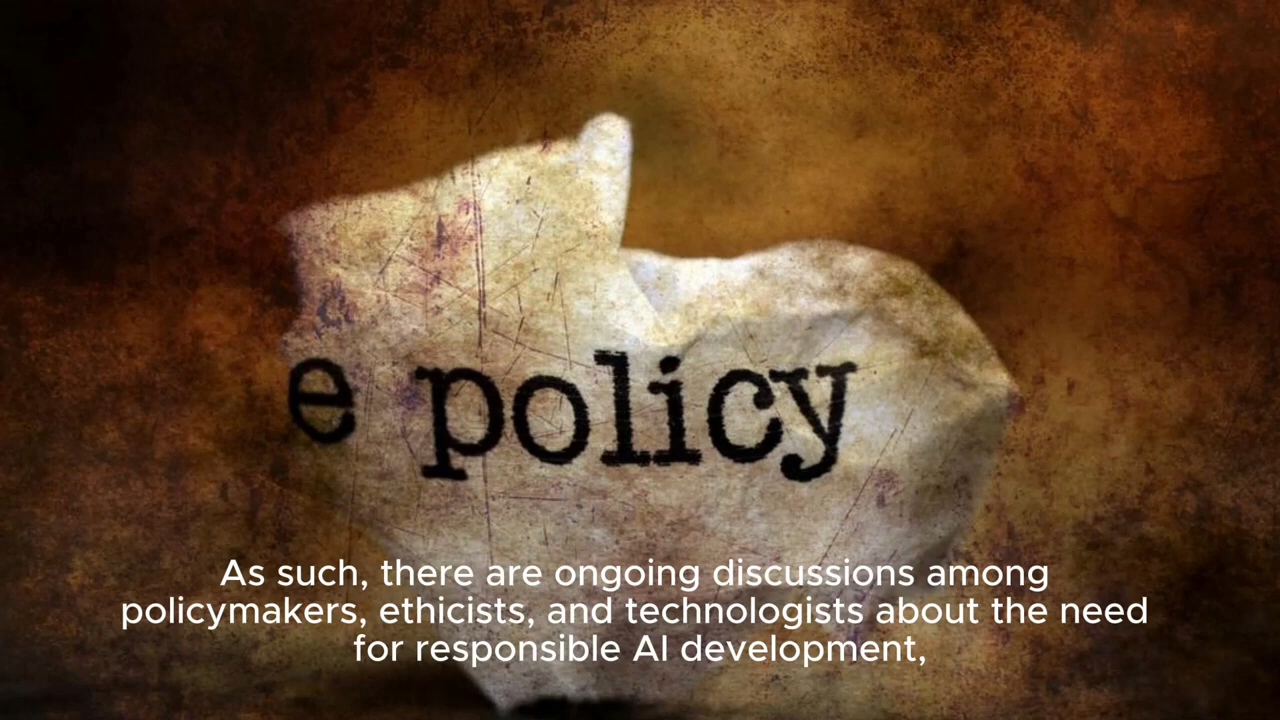 e policy
As such, there are ongoing discussions among
policymakers, ethicists, and technologists about the need
for responsible AI development,